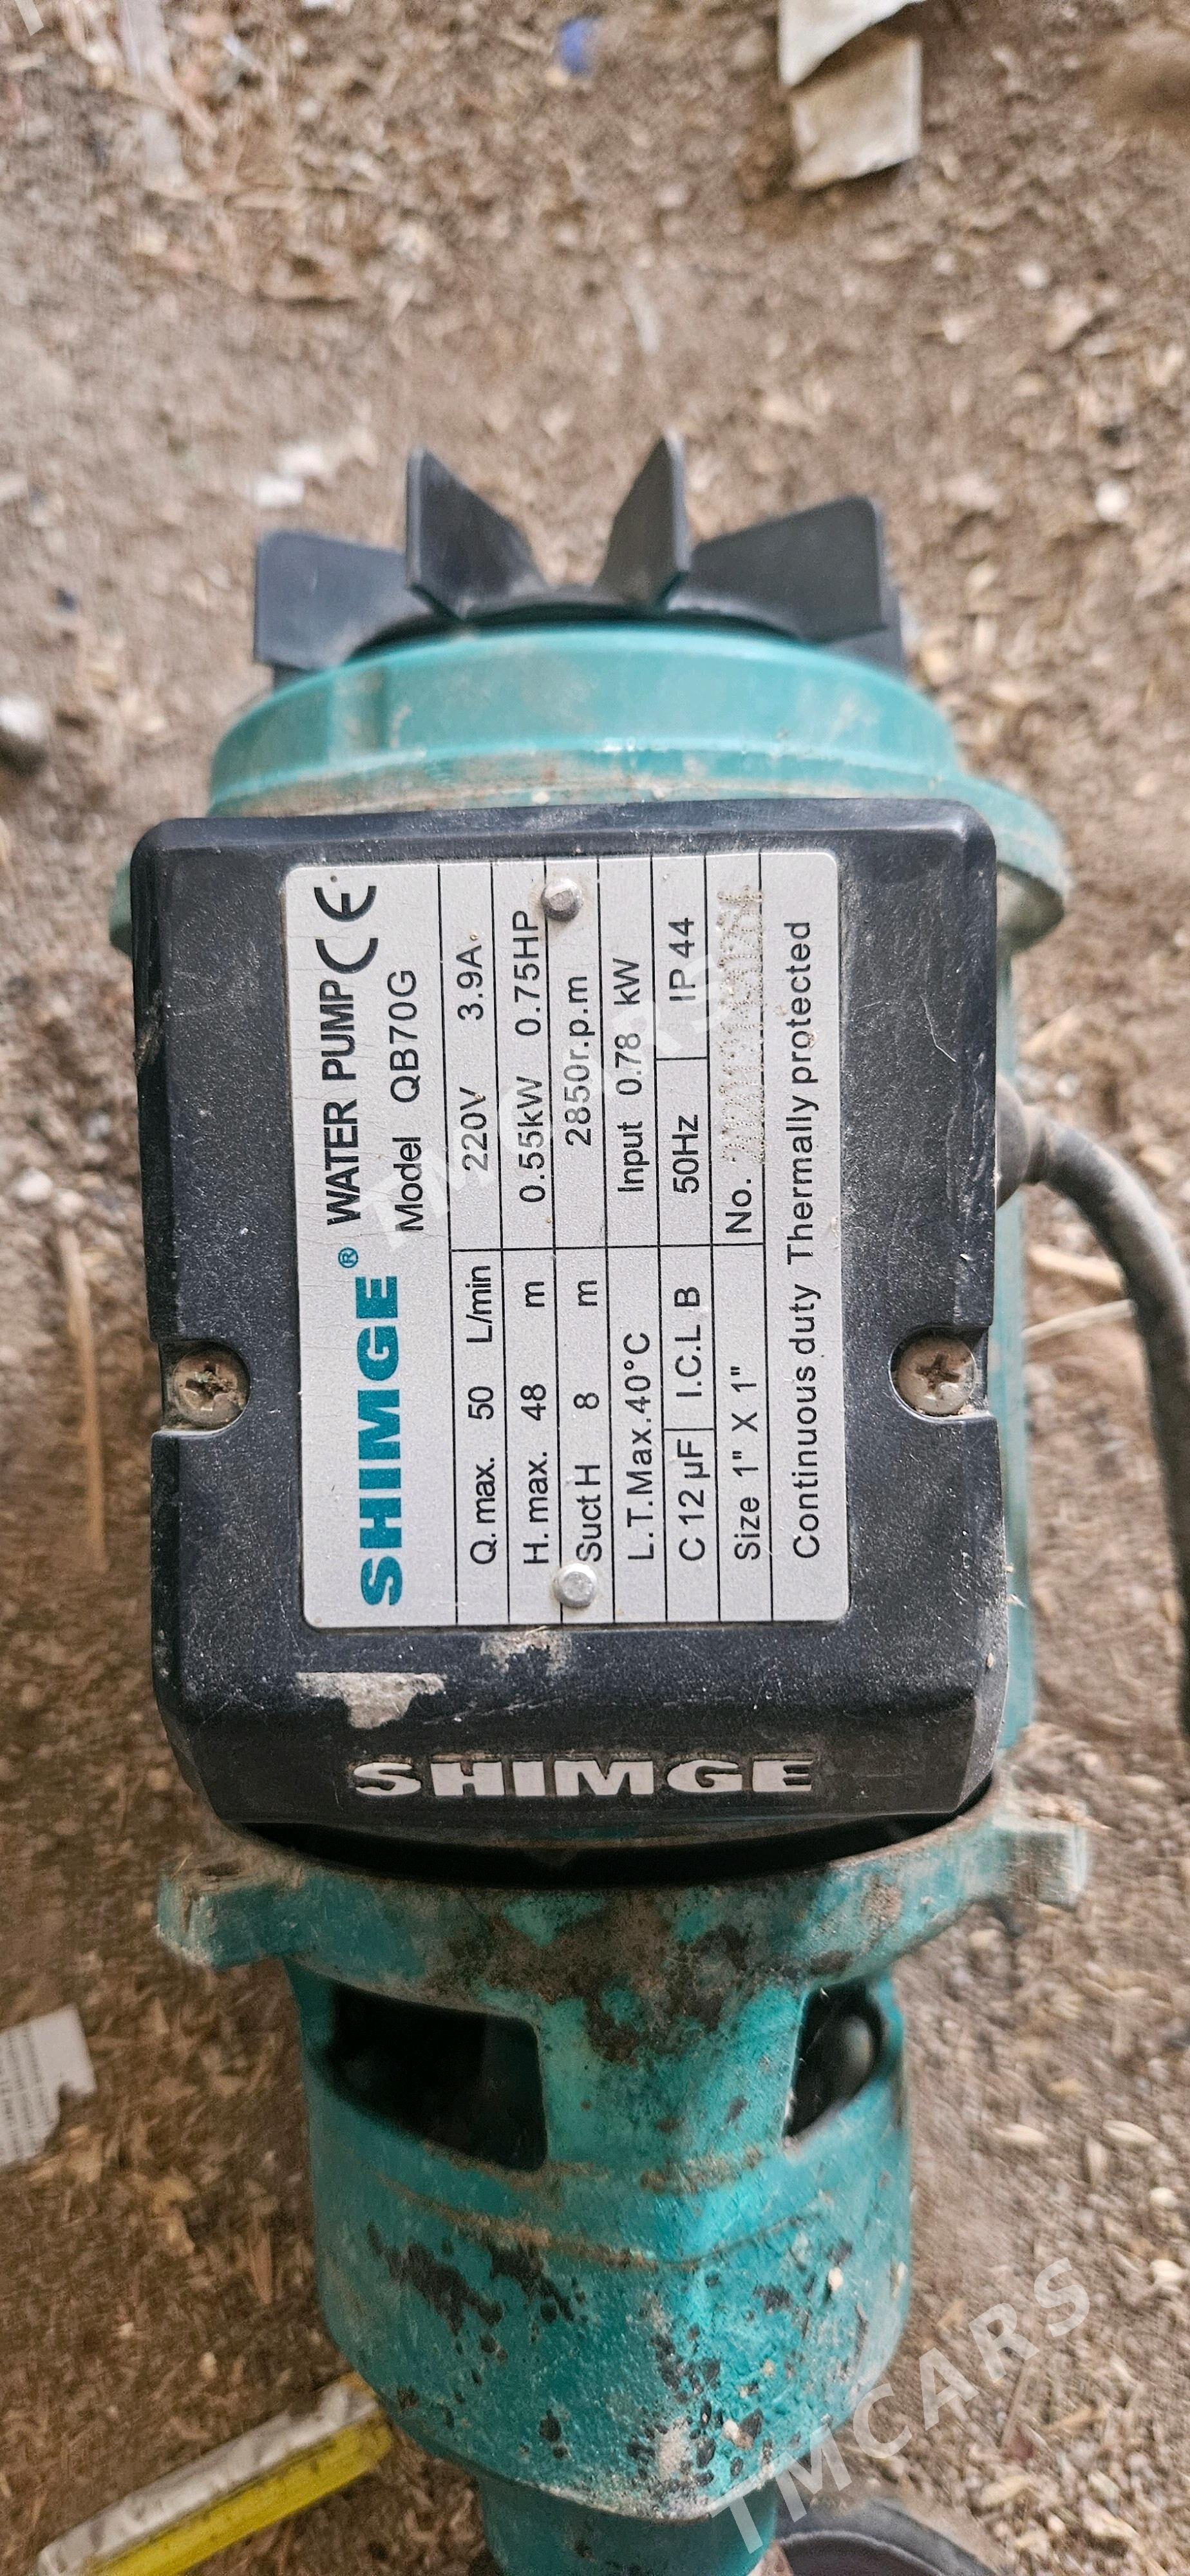 SHIMGE® WATER PUMP CE
Model QB70G
Q.max. 50 L/min 220V 3.9A
H.max. 48 m 0.55kW 0.75HP
Suct H 8 m 2850r.p.m
L.T.Max.40°C Input 0.78 kW
C 12 µF I.C.L B 50Hz IP 44
Size 1" X 1" No.
Continuous duty Thermally protected
SHIMGE
TMCARS
TMCARS